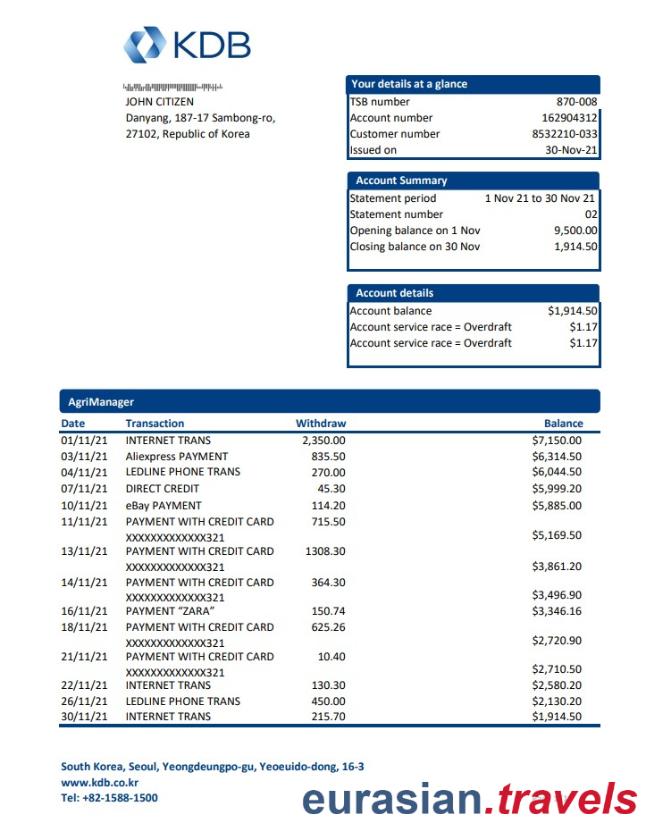 KDB
JOHN CITIZEN
Danyang, 187-17 Sambong-ro,
27102, Republic of Korea
Your details at a glance
TSB number 870-008
Account number 162904312
Customer number 8532210-033
Issued on 30-Nov-21
Account Summary
Statement period 1 Nov 21 to 30 Nov 21
Statement number 02
Opening balance on 1 Nov 9,500.00
Closing balance on 30 Nov 1,914.50
Account details
Account balance $1,914.50
Account service race = Overdraft $1.17
Account service race = Overdraft $1.17
AgriManager
Date Transaction Withdraw Balance
01/11/21 INTERNET TRANS 2,350.00 $7,150.00
03/11/21 Aliexpress PAYMENT 835.50 $6,314.50
04/11/21 LEDLINE PHONE TRANS 270.00 $6,044.50
07/11/21 DIRECT CREDIT 45.30 $5,999.20
10/11/21 eBay PAYMENT 114.20 $5,885.00
11/11/21 PAYMENT WITH CREDIT CARD 715.50
XXXXXXXXXXXXX321 $5,169.50
13/11/21 PAYMENT WITH CREDIT CARD 1308.30
XXXXXXXXXXXXX321 $3,861.20
14/11/21 PAYMENT WITH CREDIT CARD 364.30
XXXXXXXXXXXXX321 $3,496.90
16/11/21 PAYMENT “ZARA” 150.74 $3,346.16
18/11/21 PAYMENT WITH CREDIT CARD 625.26
XXXXXXXXXXXXX321 $2,720.90
21/11/21 PAYMENT WITH CREDIT CARD 10.40
XXXXXXXXXXXXX321 $2,710.50
22/11/21 INTERNET TRANS 130.30 $2,580.20
26/11/21 LEDLINE PHONE TRANS 450.00 $2,130.20
30/11/21 INTERNET TRANS 215.70 $1,914.50
South Korea, Seoul, Yeongdeungpo-gu, Yeoeuido-dong, 16-3
www.kdb.co.kr
Tel: +82-1588-1500
eurasian.travels